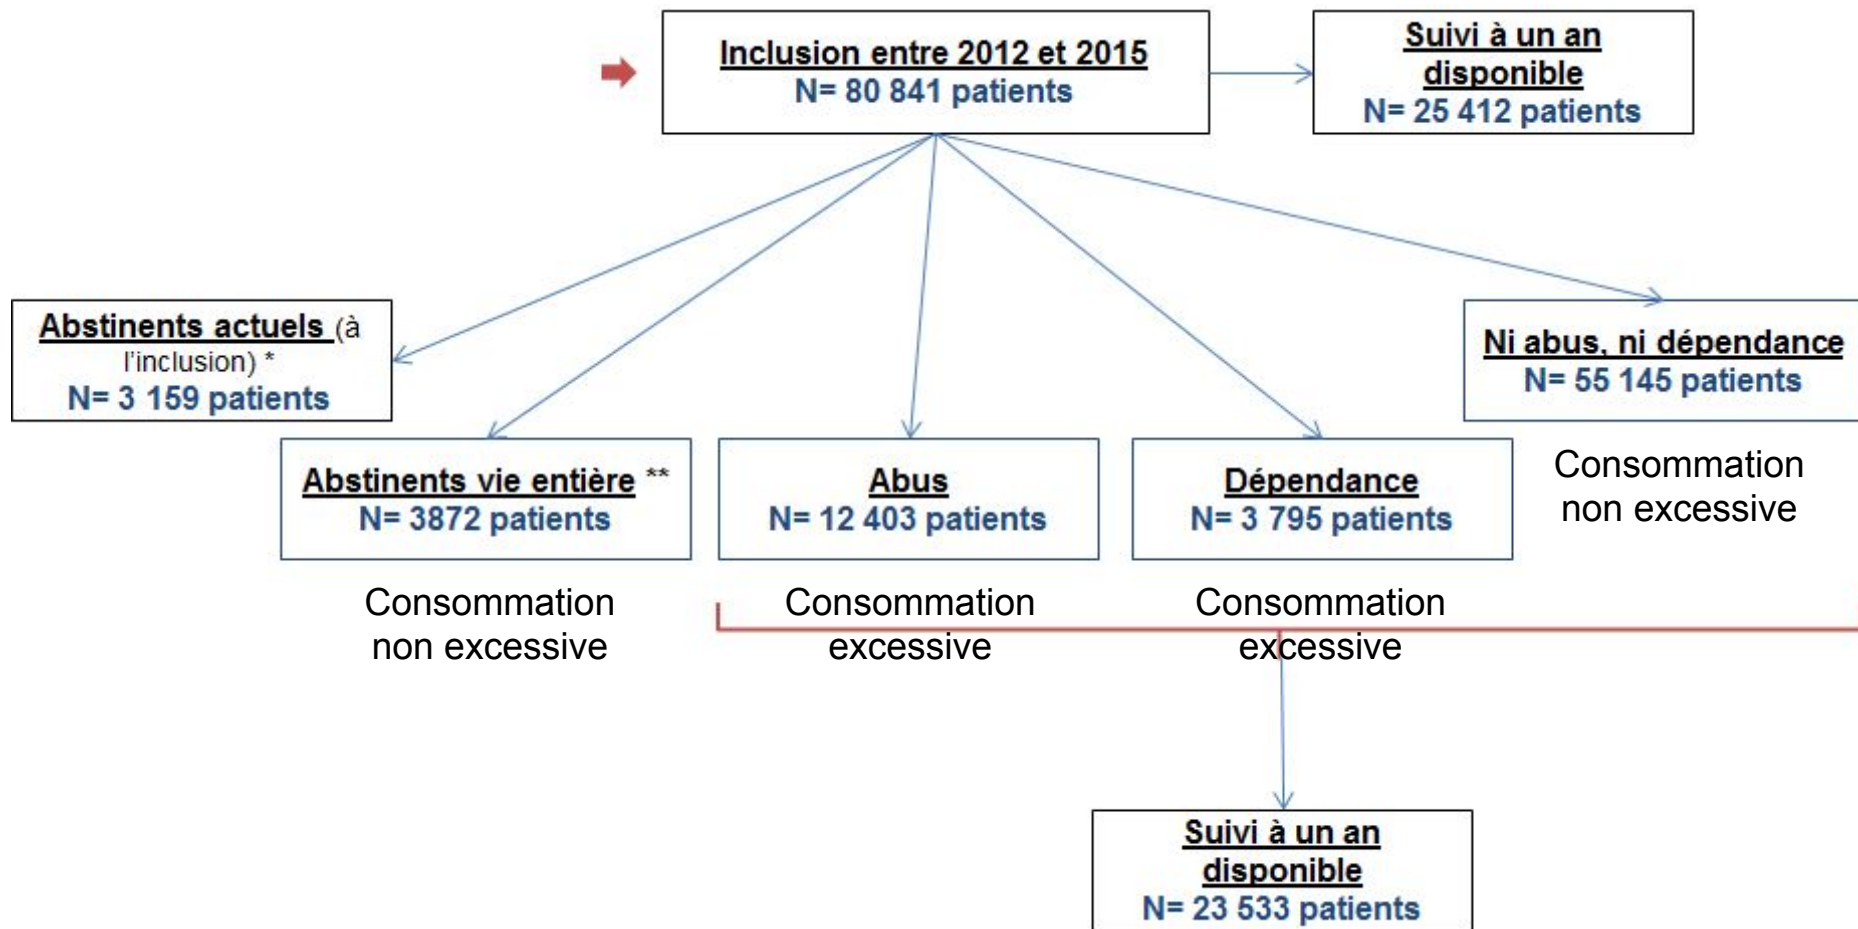 Inclusion entre 2012 et 2015
N= 80 841 patients
Suivi à un an
disponible
N= 25 412 patients
Abstinents actuels (à
l'inclusion) *
N= 3 159 patients
Ni abus, ni dépendance
N= 55 145 patients
Consommation
non excessive
Abstinents vie entière **
N= 3872 patients
Consommation
non excessive
Abus
N= 12 403 patients
Consommation
excessive
Dépendance
N= 3 795 patients
Consommation
excessive
Suivi à un an
disponible
N= 23 533 patients